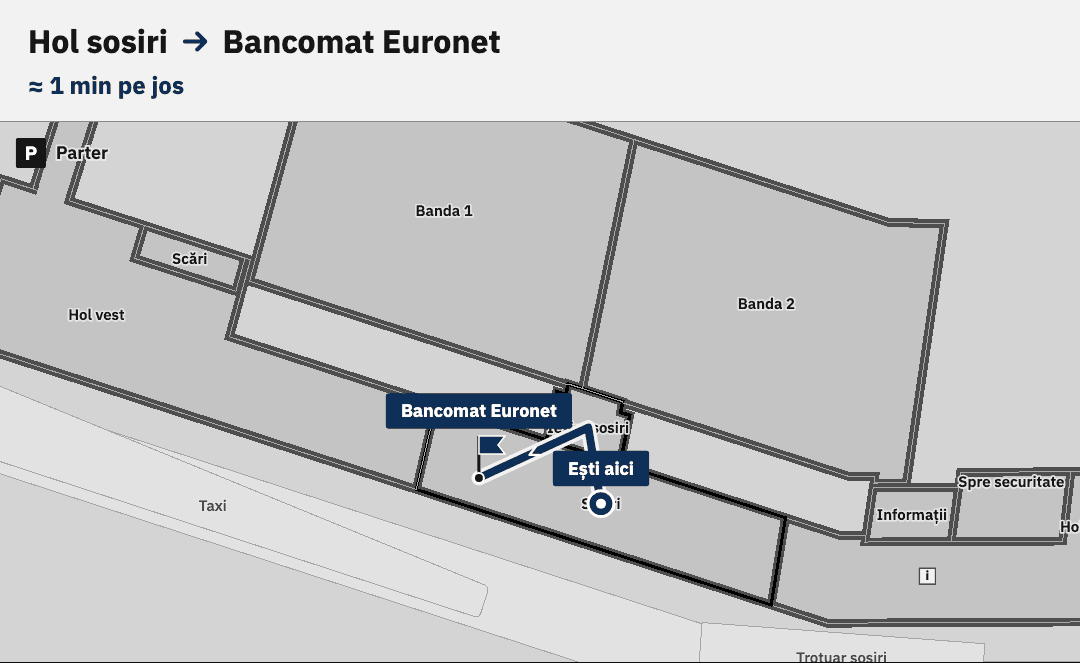 Hol sosiri → Bancomat Euronet
≈ 1 min pe jos
P Parter
Banda 1
Scări
Banda 2
Hol vest
Bancomat Euronet
sosiri
Ești aici
Spre securitate
Informații
Taxi
i
Trotuar sosiri